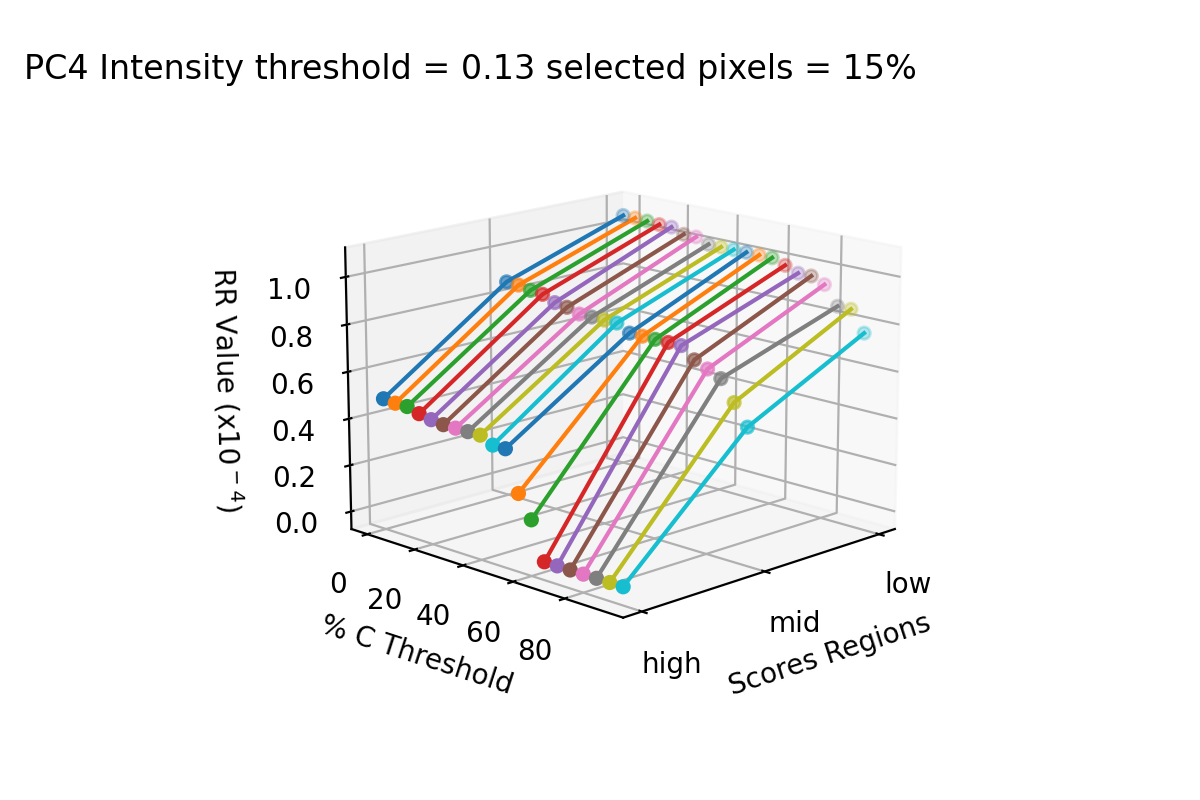 PC4 Intensity threshold = 0.13 selected pixels = 15%
RR Value (x10⁻⁴)
1.0
0.8
0.6
0.4
0.2
0.0
0
20
40
60
80
% C Threshold
high
mid
low
Scores Regions